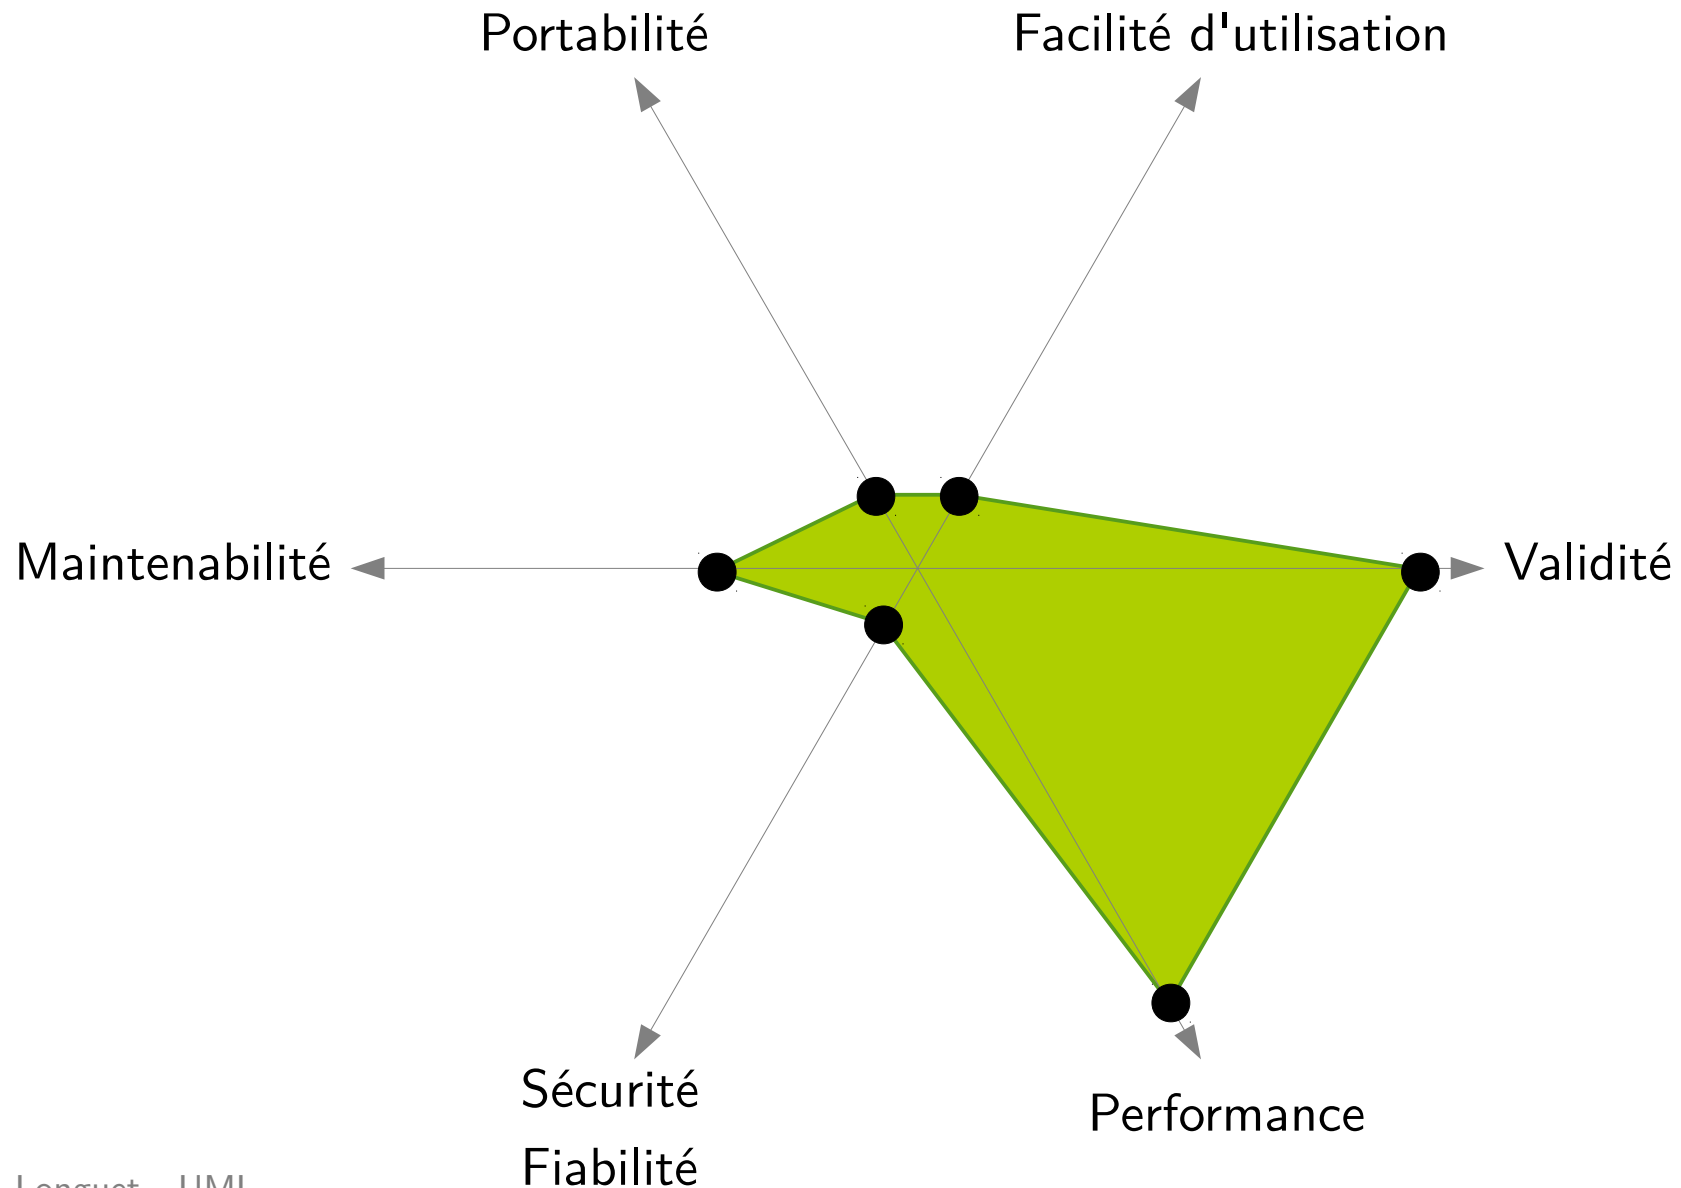 Portabilité
Facilité d'utilisation
Maintenabilité
Validité
Sécurité
Fiabilité
Performance